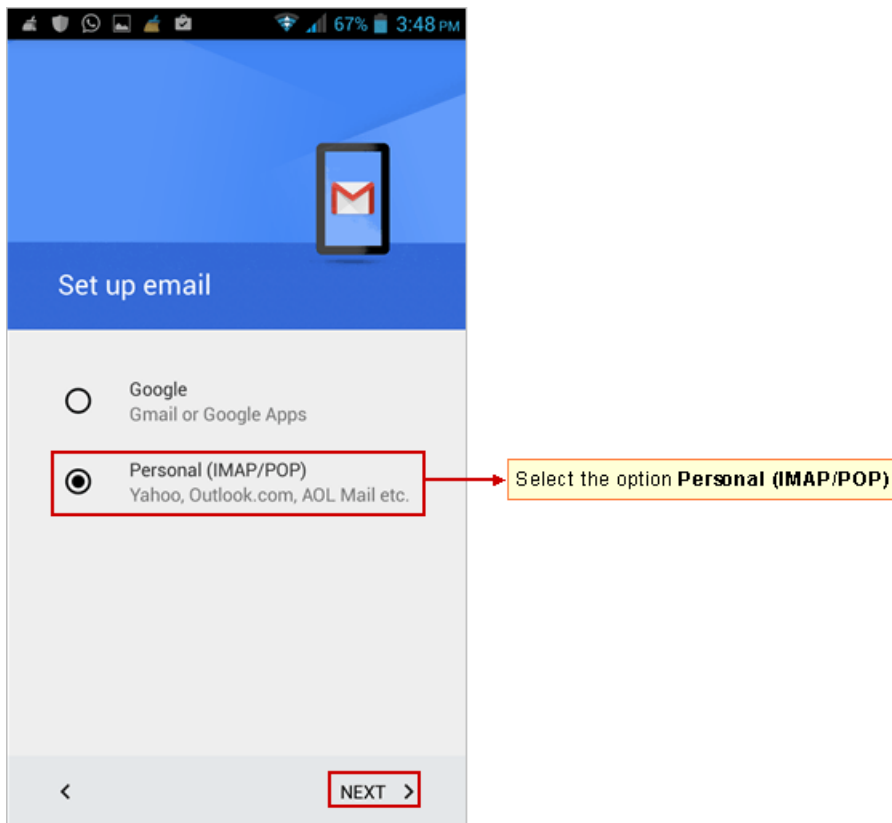 67% 3:48 PM
Set up email
Google
Gmail or Google Apps
Personal (IMAP/POP)
Yahoo, Outlook.com, AOL Mail etc.
Select the option Personal (IMAP/POP)
NEXT